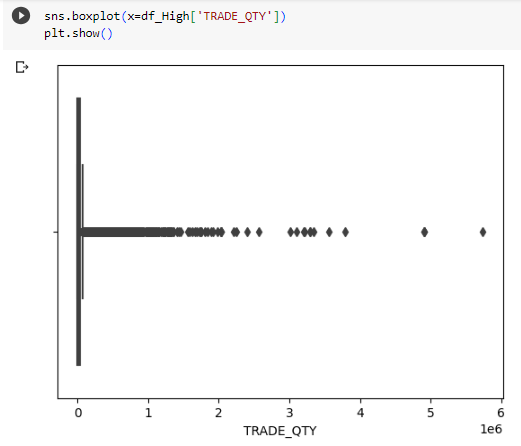 sns.boxplot(x=df_High['TRADE_QTY'])
plt.show()
0 1 2 3 4 5 6
1e6
TRADE_QTY